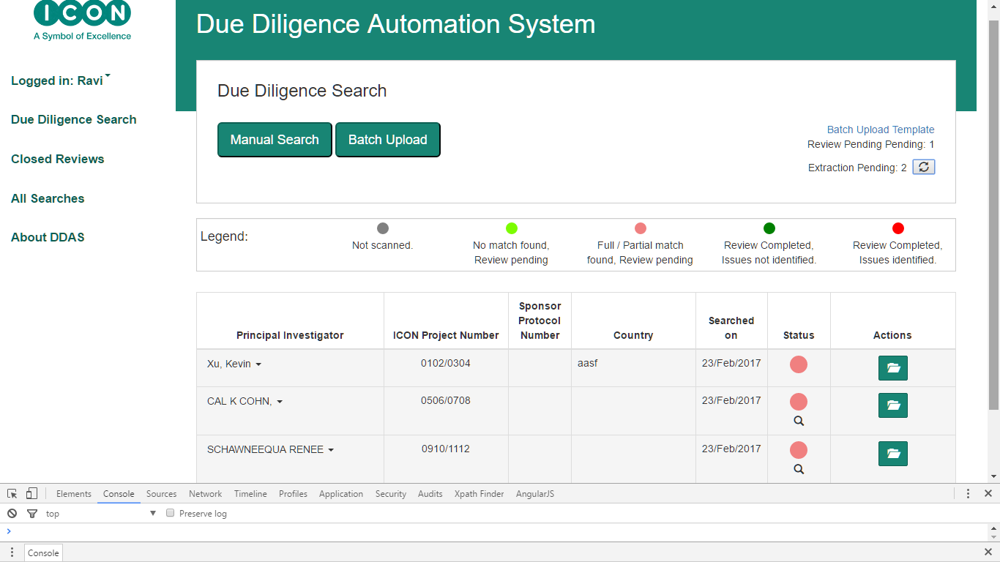 ICON
A Symbol of Excellence
Logged in: Ravi
Due Diligence Search
Closed Reviews
All Searches
About DDAS
Due Diligence Automation System
Due Diligence Search
Manual Search
Batch Upload
Batch Upload Template
Review Pending Pending: 1
Extraction Pending: 2
Legend:
Not scanned.
No match found,
Review pending
Full / Partial match
found, Review pending
Review Completed,
Issues not identified.
Review Completed,
Issues identified.
Principal Investigator
ICON Project Number
Sponsor
Protocol
Number
Country
Searched
on
Status
Actions
Xu, Kevin
0102/0304
aasf
23/Feb/2017
CAL K COHN,
0506/0708
23/Feb/2017
SCHAWNEEQUA RENEE
0910/1112
23/Feb/2017
Elements Console Sources Network Timeline Profiles Application Security Audits Xpath Finder AngularJS
top Preserve log
Console